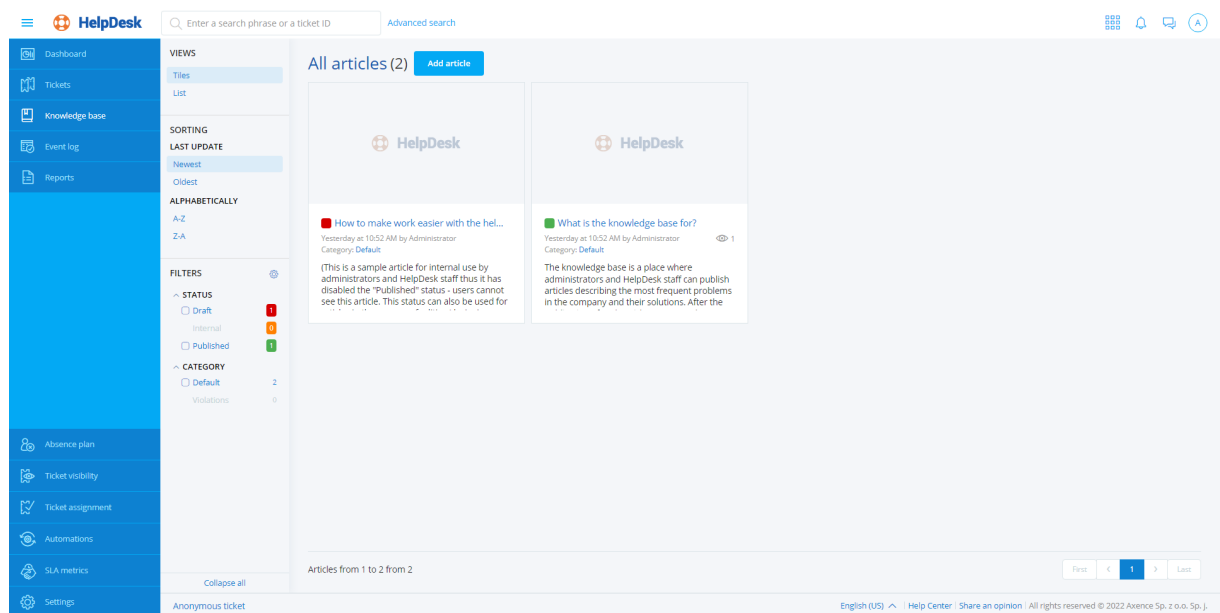 HelpDesk
Enter a search phrase or a ticket ID
Advanced search
A
Dashboard
Tickets
Knowledge base
Event log
Reports
Absence plan
Ticket visibility
Ticket assignment
Automations
SLA metrics
Settings
VIEWS
Tiles
List
SORTING
LAST UPDATE
Newest
Oldest
ALPHABETICALLY
A-Z
Z-A
FILTERS
STATUS
Draft 1
Internal 0
Published 1
CATEGORY
Default 2
Violations 0
Collapse all
All articles (2) Add article
HelpDesk
How to make work easier with the hel...
Yesterday at 10:52 AM by Administrator
Category: Default
(This is a sample article for internal use by
administrators and HelpDesk staff thus it has
disabled the "Published" status - users cannot
see this article. This status can also be used for
HelpDesk
What is the knowledge base for?
Yesterday at 10:52 AM by Administrator 1
Category: Default
The knowledge base is a place where
administrators and HelpDesk staff can publish
articles describing the most frequent problems
in the company and their solutions. After the
Articles from 1 to 2 from 2
First < 1 > Last
Anonymous ticket
English (US) | Help Center | Share an opinion | All rights reserved © 2022 Axence Sp. z o.o. Sp. j.